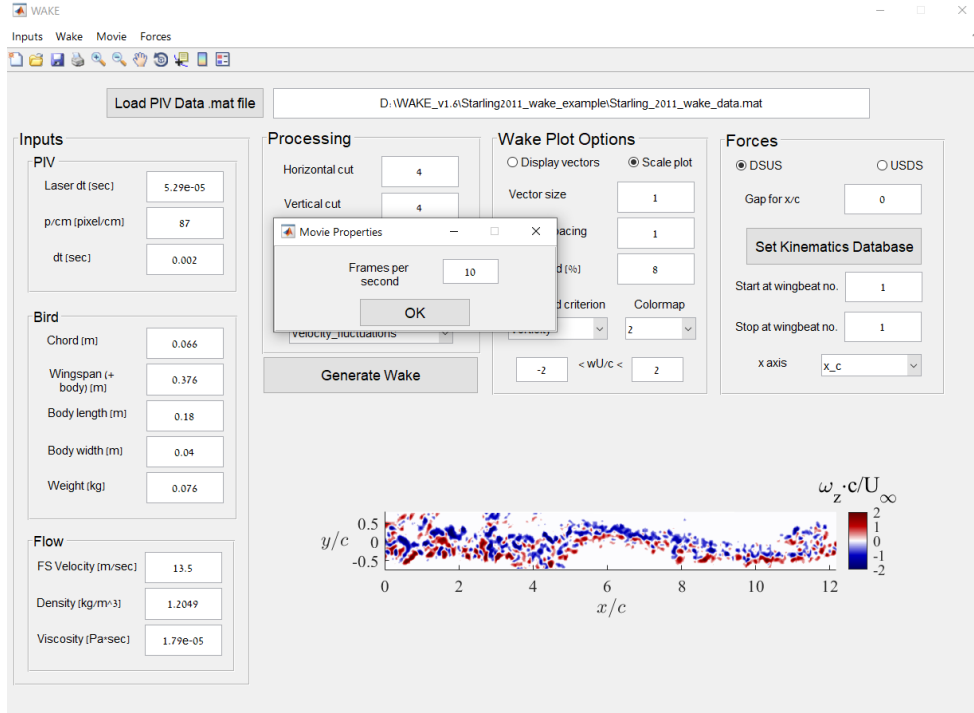 WAKE
Inputs Wake Movie Forces
Load PIV Data .mat file
D:\WAKE_v1.6\Starling2011_wake_example\Starling_2011_wake_data.mat
Inputs
PIV
Laser dt [sec] 5.29e-05
p/cm [pixel/cm] 87
dt [sec] 0.002
Bird
Chord [m] 0.066
Wingspan (+
body) [m] 0.376
Body length [m] 0.18
Body width [m] 0.04
Weight [kg] 0.076
Flow
FS Velocity [m/sec] 13.5
Density [kg/m^3] 1.2049
Viscosity [Pa*sec] 1.79e-05
Processing
Horizontal cut 4
Vertical cut 4
Velocity_fluctuations
Generate Wake
Movie Properties
Frames per
second 10
OK
Wake Plot Options
Display vectors Scale plot
Vector size 1
acing 1
d [%] 8
d criterion Colormap
2
-2 < wU/c < 2
Forces
DSUS USDS
Gap for x/c 0
Set Kinematics Database
Start at wingbeat no. 1
Stop at wingbeat no. 1
x axis x_c
ω_z·c/U_∞
2
1
0
-1
-2
y/c
0.5
0
-0.5
0 2 4 6 8 10 12
x/c